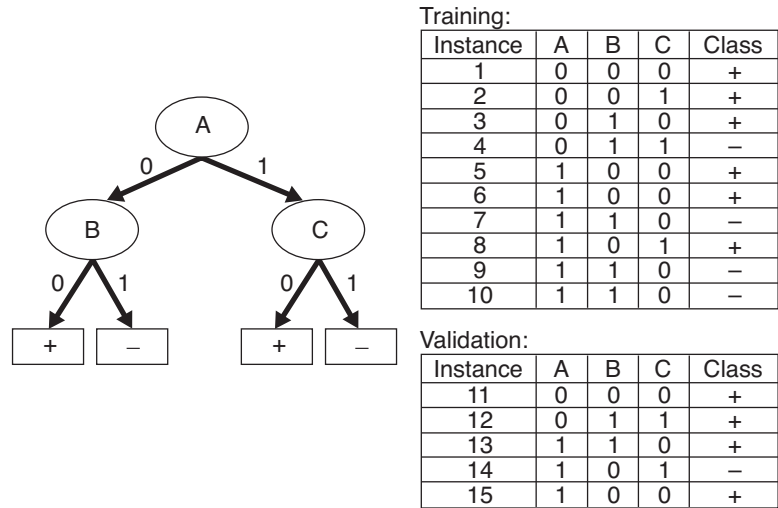 A
0 1
B C
0 1 0 1
+ – + –
Training:
Instance A B C Class
1 0 0 0 +
2 0 0 1 +
3 0 1 0 +
4 0 1 1 –
5 1 0 0 +
6 1 0 0 +
7 1 1 0 –
8 1 0 1 +
9 1 1 0 –
10 1 1 0 –
Validation:
Instance A B C Class
11 0 0 0 +
12 0 1 1 +
13 1 1 0 +
14 1 0 1 –
15 1 0 0 +